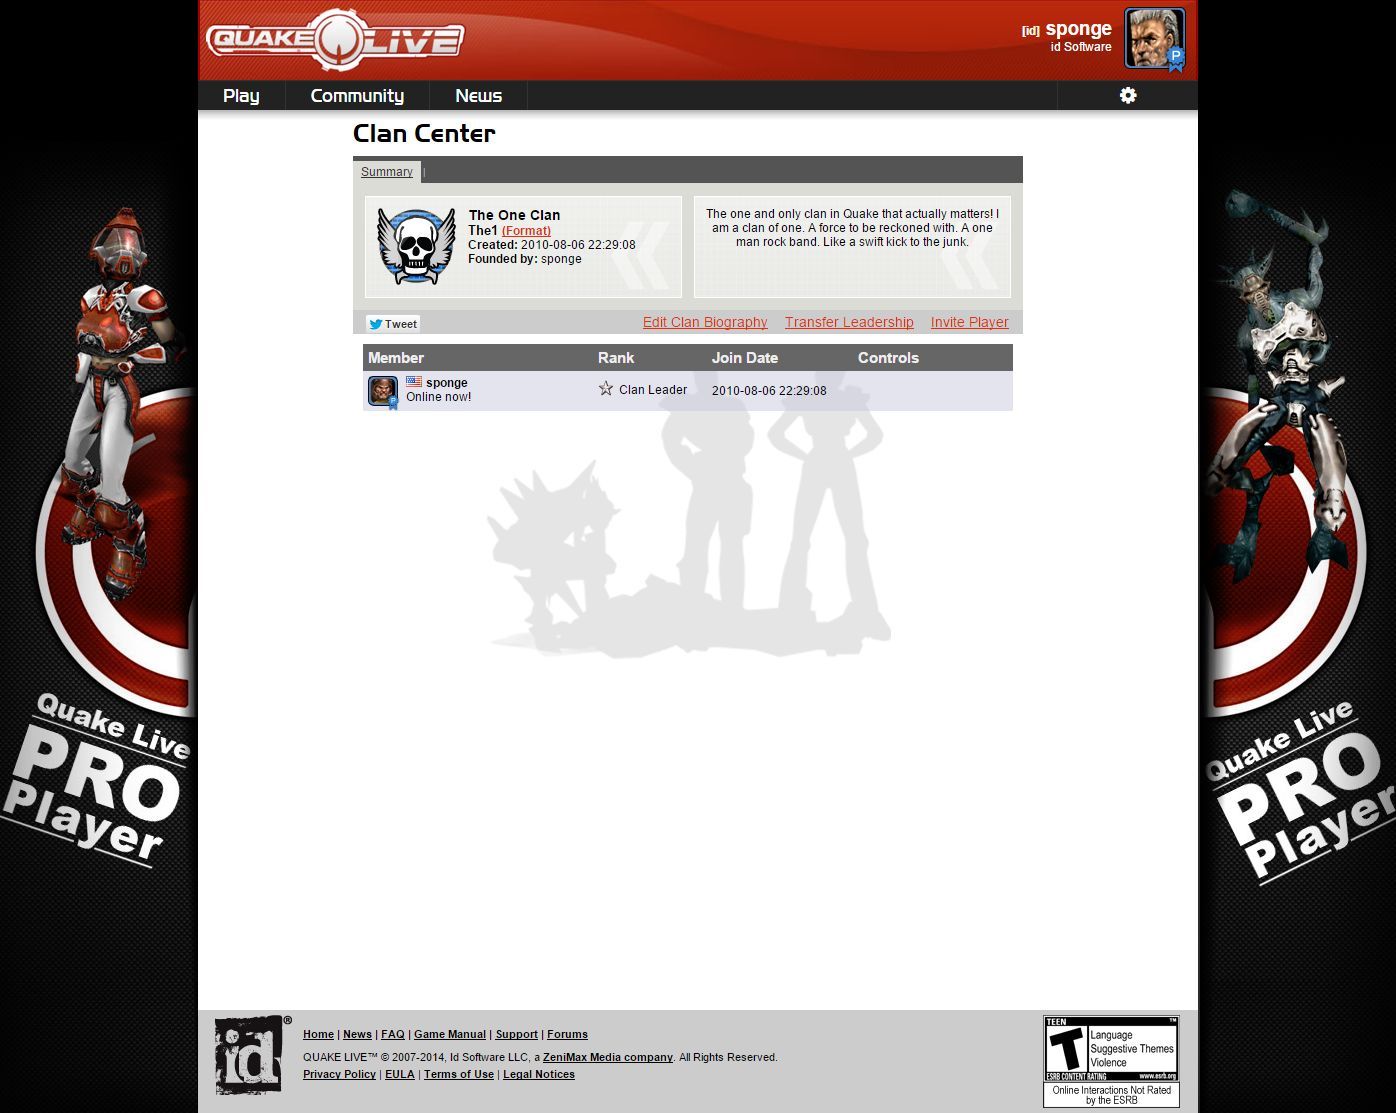 QUAKE LIVE
[id] sponge
id Software
P
Play
Community
News
Clan Center
Summary |
The One Clan
The1 (Format)
Created: 2010-08-06 22:29:08
Founded by: sponge
The one and only clan in Quake that actually matters! I
am a clan of one. A force to be reckoned with. A one
man rock band. Like a swift kick to the junk.
Tweet
Edit Clan Biography
Transfer Leadership
Invite Player
Member
Rank
Join Date
Controls
sponge
Online now!
P
Clan Leader
2010-08-06 22:29:08
Quake Live
PRO
Player
Quake Live
PRO
Player
id®
Home | News | FAQ | Game Manual | Support | Forums
QUAKE LIVE™ © 2007-2014, Id Software LLC, a ZeniMax Media company. All Rights Reserved.
Privacy Policy | EULA | Terms of Use | Legal Notices
TEEN ™
T
Language
Suggestive Themes
Violence
ESRB CONTENT RATING www.esrb.org
Online Interactions Not Rated
by the ESRB